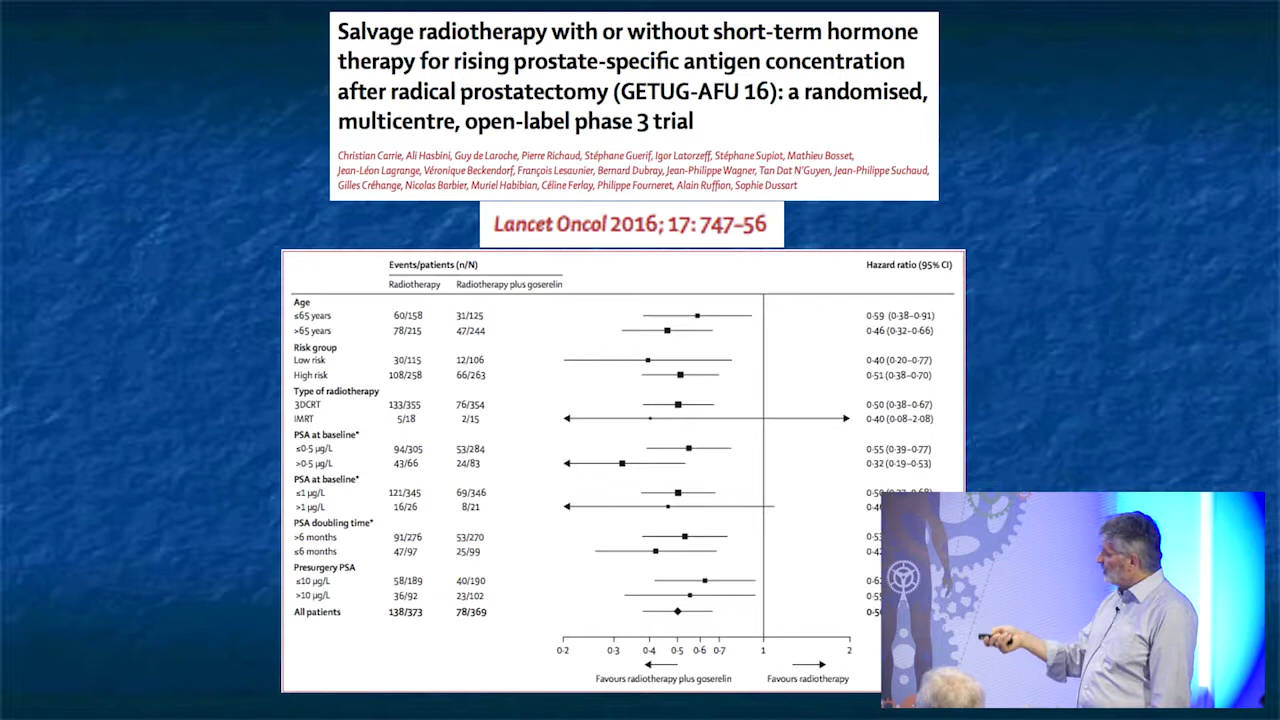 Salvage radiotherapy with or without short-term hormone
therapy for rising prostate-specific antigen concentration
after radical prostatectomy (GETUG-AFU 16): a randomised,
multicentre, open-label phase 3 trial
Christian Carrie, Ali Hasbini, Guy de Laroche, Pierre Richaud, Stéphane Guerif, Igor Latorzeff, Stéphane Supiot, Mathieu Bosset,
Jean-Léon Lagrange, Véronique Beckendorf, François Lesaunier, Bernard Dubray, Jean-Philippe Wagner, Tan Dat N'Guyen, Jean-Philippe Suchaud,
Gilles Créhange, Nicolas Barbier, Muriel Habibian, Céline Ferlay, Philippe Fourneret, Alain Ruffion, Sophie Dussart
Lancet Oncol 2016; 17: 747–56
Events/patients (n/N) Hazard ratio (95% CI)
Radiotherapy Radiotherapy plus goserelin
Age
≤65 years 60/158 31/125 0·59 (0·38–0·91)
>65 years 78/215 47/244 0·46 (0·32–0·66)
Risk group
Low risk 30/115 12/106 0·40 (0·20–0·77)
High risk 108/258 66/263 0·51 (0·38–0·70)
Type of radiotherapy
3DCRT 133/355 76/354 0·50 (0·38–0·67)
IMRT 5/18 2/15 0·40 (0·08–2·08)
PSA at baseline*
≤0·5 µg/L 94/305 53/284 0·55 (0·39–0·77)
>0·5 µg/L 43/66 24/83 0·32 (0·19–0·53)
PSA at baseline*
≤1 µg/L 121/345 69/346
>1 µg/L 16/26 8/21
PSA doubling time*
>6 months 91/276 53/270
≤6 months 47/97 25/99
Presurgery PSA
≤10 µg/L 58/189 40/190
>10 µg/L 36/92 23/102
All patients 138/373 78/369
0·2 0·3 0·4 0·5 0·6 0·7 1 2
Favours radiotherapy plus goserelin Favours radiotherapy